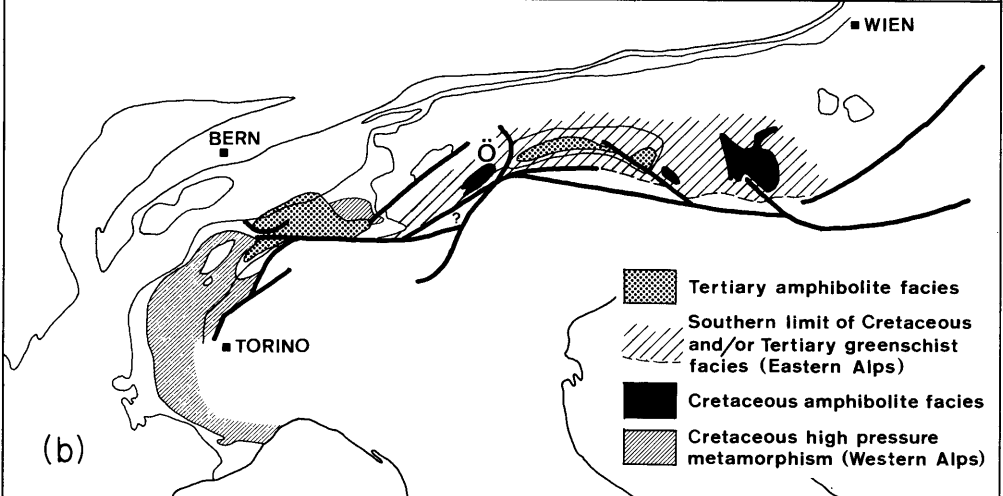 WIEN
BERN
Ö
?
TORINO
Tertiary amphibolite facies
Southern limit of Cretaceous
and/or Tertiary greenschist
facies (Eastern Alps)
Cretaceous amphibolite facies
Cretaceous high pressure
metamorphism (Western Alps)
(b)